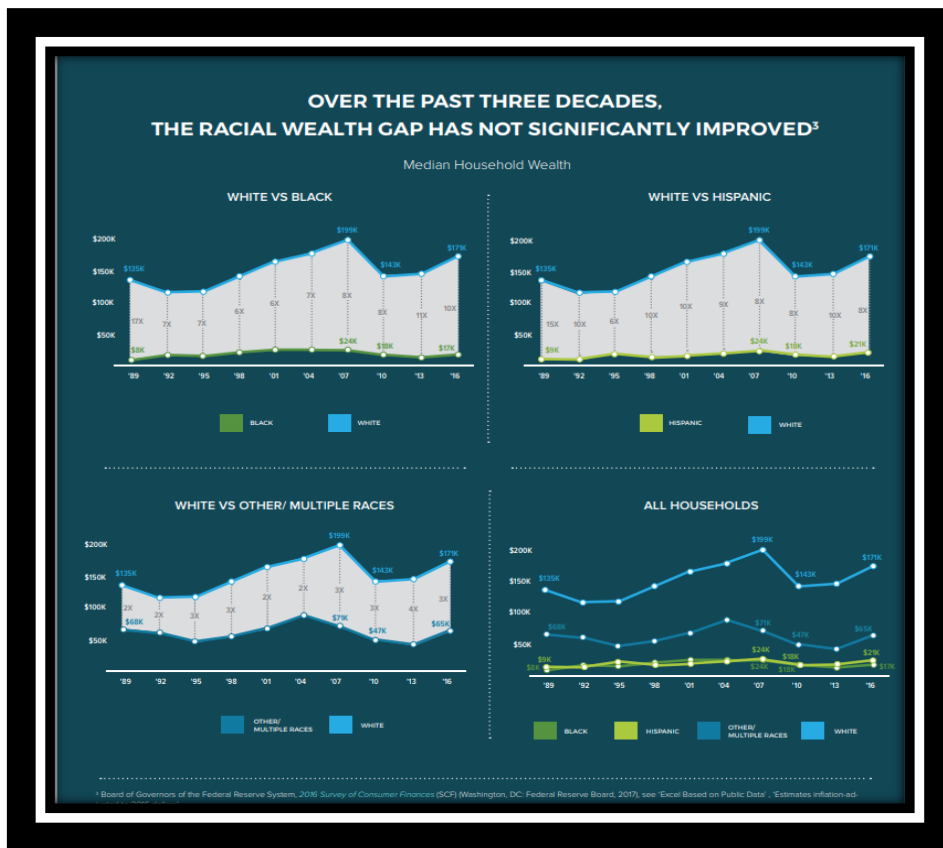 OVER THE PAST THREE DECADES,
THE RACIAL WEALTH GAP HAS NOT SIGNIFICANTLY IMPROVED³
Median Household Wealth
WHITE VS BLACK
$200K
$150K
$100K
$50K
$135K
$199K
$143K
$171K
17X
7X
7X
6X
6X
7X
8X
8X
11X
10X
$8K
$24K
$18K
$17K
'89
'92
'95
'98
'01
'04
'07
'10
'13
'16
BLACK
WHITE
WHITE VS HISPANIC
$200K
$150K
$100K
$50K
$135K
$199K
$143K
$171K
15X
10X
6X
10X
10X
9X
8X
8X
10X
8X
$9K
$24K
$18K
$21K
'89
'92
'95
'98
'01
'04
'07
'10
'13
'16
HISPANIC
WHITE
WHITE VS OTHER/ MULTIPLE RACES
$200K
$150K
$100K
$50K
$135K
$199K
$143K
$171K
2X
2X
3X
3X
2X
2X
3X
3X
4X
3X
$68K
$71K
$47K
$65K
'89
'92
'95
'98
'01
'04
'07
'10
'13
'16
OTHER/
MULTIPLE RACES
WHITE
ALL HOUSEHOLDS
$200K
$150K
$100K
$50K
$135K
$199K
$143K
$171K
$68K
$71K
$47K
$65K
$9K
$24K
$18K
$21K
$8K
$24K
$18K
$17K
'89
'92
'95
'98
'01
'04
'07
'10
'13
'16
BLACK
HISPANIC
OTHER/
MULTIPLE RACES
WHITE
³ Board of Governors of the Federal Reserve System, 2016 Survey of Consumer Finances (SCF) (Washington, DC: Federal Reserve Board, 2017), see 'Excel Based on Public Data' , 'Estimates inflation-ad-